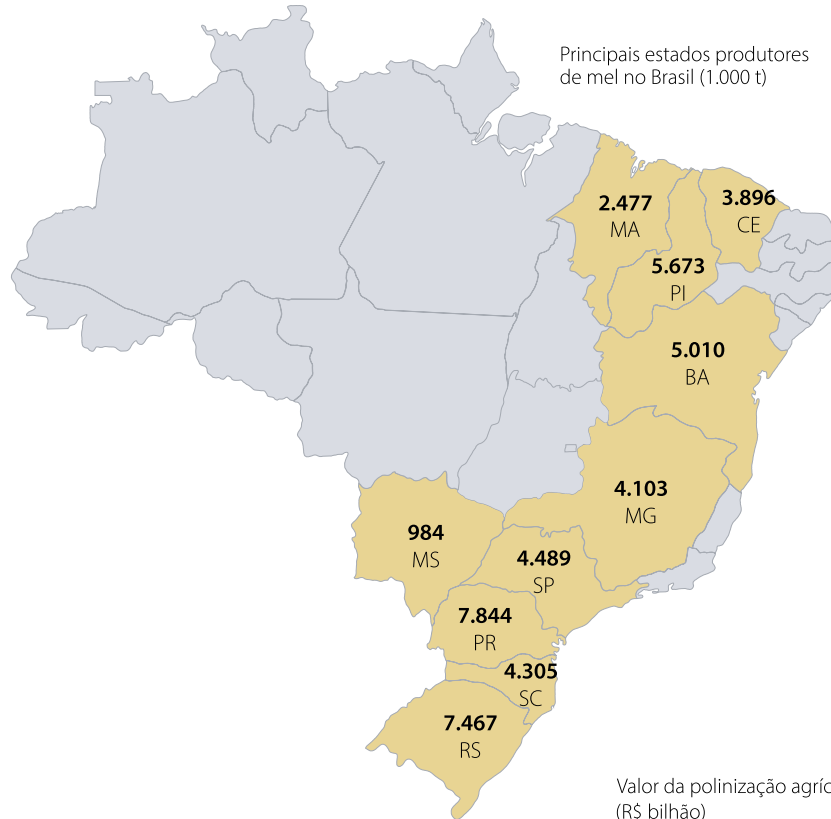 Principais estados produtores
de mel no Brasil (1.000 t)
2.477
MA
3.896
CE
5.673
PI
5.010
BA
4.103
MG
984
MS
4.489
SP
7.844
PR
4.305
SC
7.467
RS
Valor da polinização
(R$ bilhão)